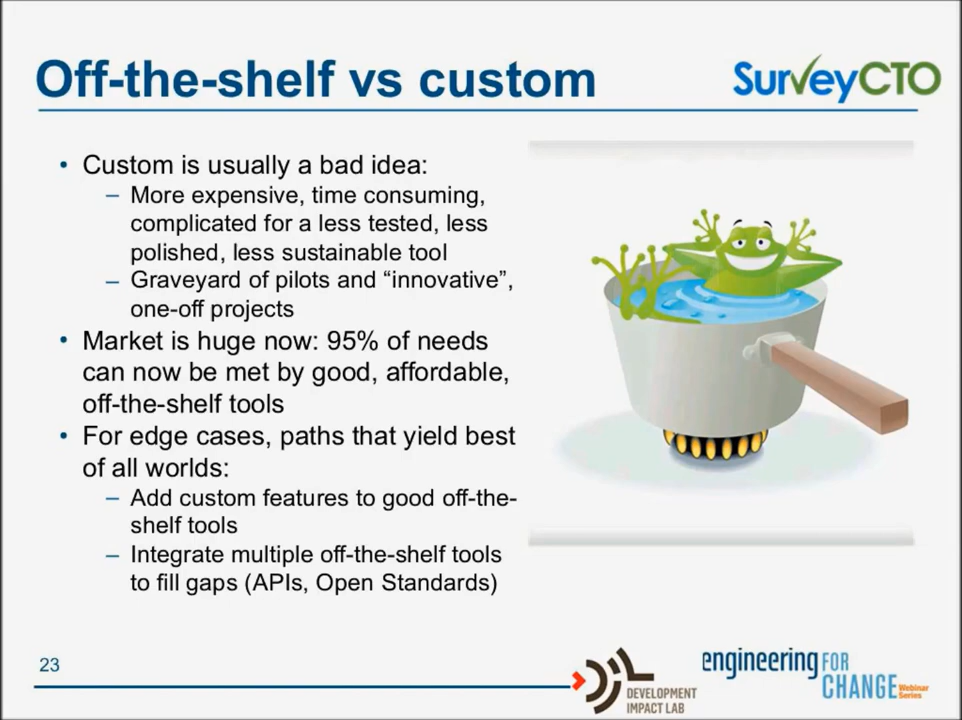 Off-the-shelf vs custom
SurveyCTO
• Custom is usually a bad idea:
– More expensive, time consuming,
complicated for a less tested, less
polished, less sustainable tool
– Graveyard of pilots and “innovative”,
one-off projects
• Market is huge now: 95% of needs
can now be met by good, affordable,
off-the-shelf tools
• For edge cases, paths that yield best
of all worlds:
– Add custom features to good off-the-
shelf tools
– Integrate multiple off-the-shelf tools
to fill gaps (APIs, Open Standards)
23
DIL
DEVELOPMENT
IMPACT LAB
engineering FOR
CHANGE Webinar
Series